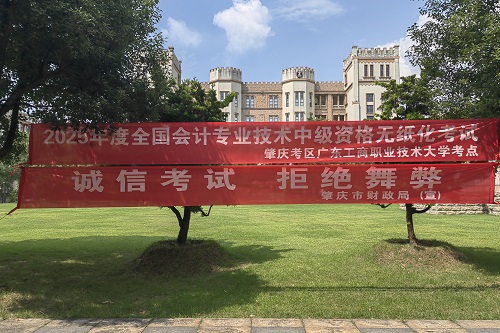 2025年度全国会计专业技术中级资格无纸化考试
肇庆考区广东工商职业技术大学考点
诚信考试 拒绝舞弊
肇庆市财政局（宣）